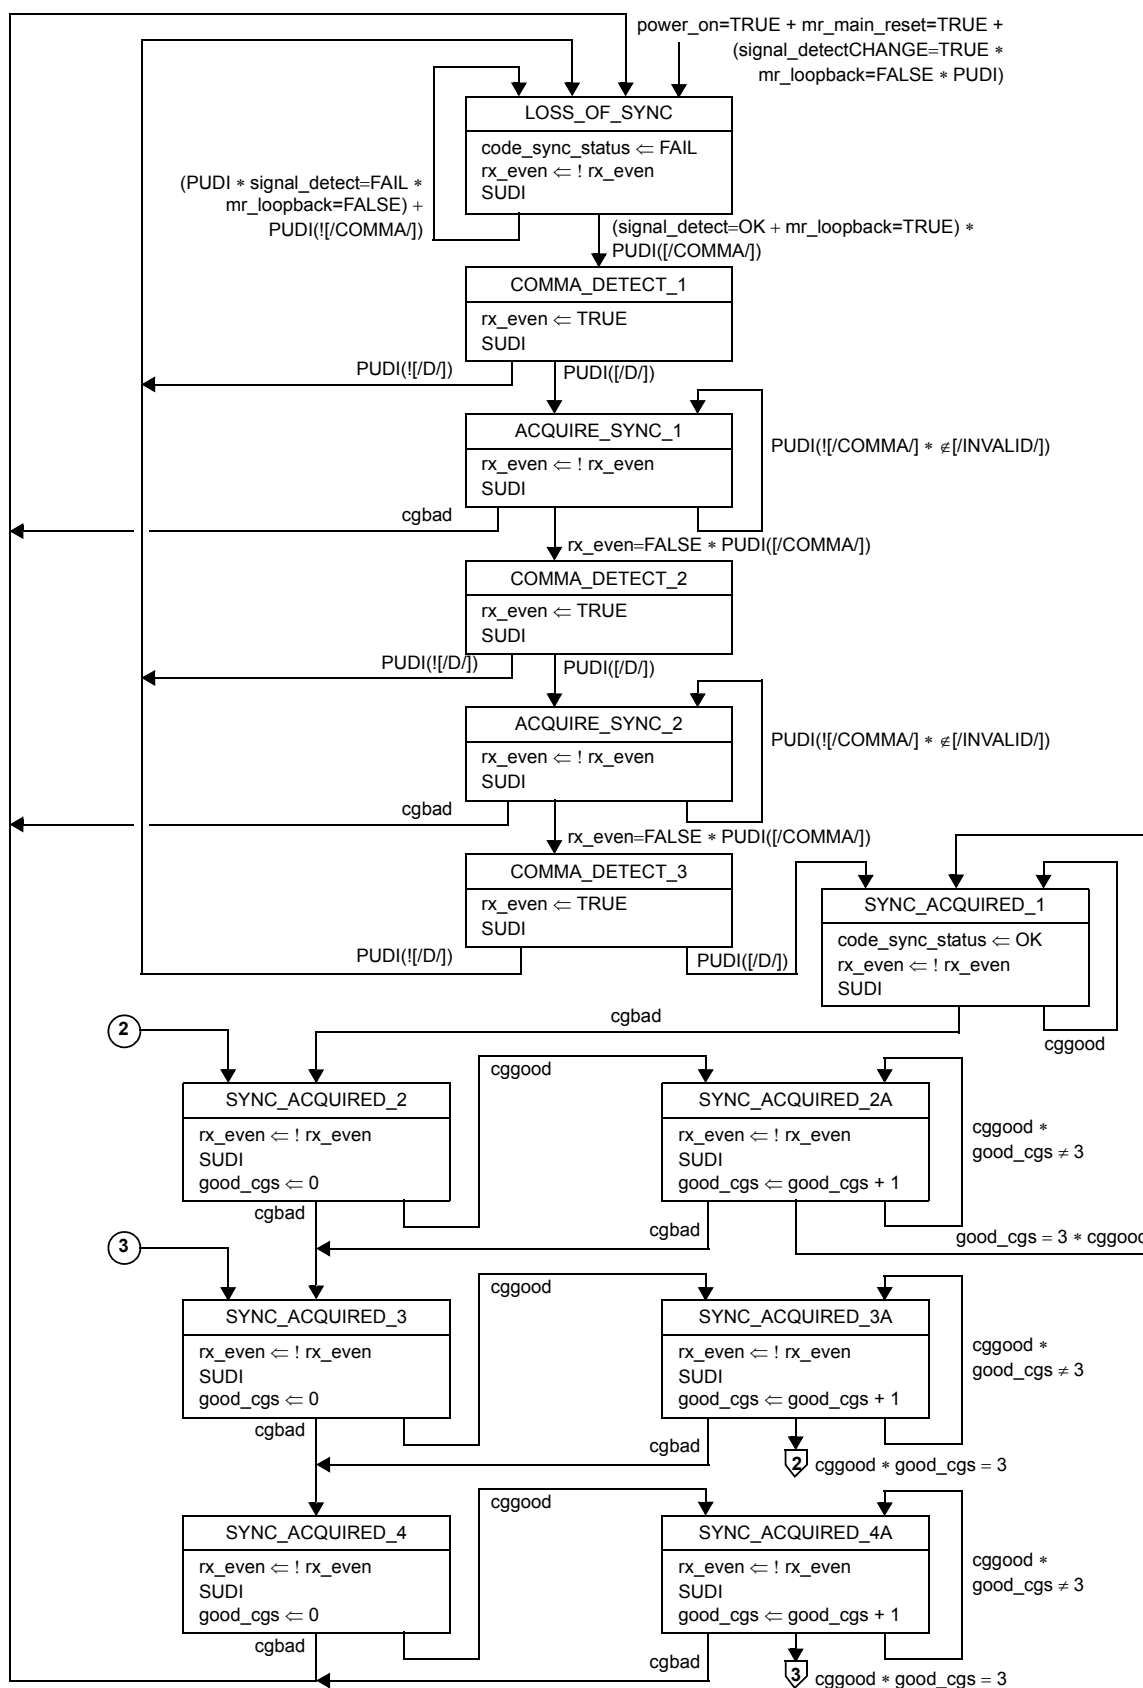 power_on=TRUE + mr_main_reset=TRUE +
(signal_detectCHANGE=TRUE ∗
mr_loopback=FALSE ∗ PUDI)
LOSS_OF_SYNC
code_sync_status ⇐ FAIL
rx_even ⇐ ! rx_even
SUDI
(PUDI ∗ signal_detect=FAIL ∗
mr_loopback=FALSE) +
PUDI(![/COMMA/])
(signal_detect=OK + mr_loopback=TRUE) ∗
PUDI([/COMMA/])
COMMA_DETECT_1
rx_even ⇐ TRUE
SUDI
PUDI(![/D/])
PUDI([/D/])
ACQUIRE_SYNC_1
rx_even ⇐ ! rx_even
SUDI
PUDI(![/COMMA/] ∗ ∉[/INVALID/])
cgbad
rx_even=FALSE ∗ PUDI([/COMMA/])
COMMA_DETECT_2
rx_even ⇐ TRUE
SUDI
PUDI(![/D/])
PUDI([/D/])
ACQUIRE_SYNC_2
rx_even ⇐ ! rx_even
SUDI
PUDI(![/COMMA/] ∗ ∉[/INVALID/])
cgbad
rx_even=FALSE ∗ PUDI([/COMMA/])
COMMA_DETECT_3
rx_even ⇐ TRUE
SUDI
PUDI(![/D/])
PUDI([/D/])
SYNC_ACQUIRED_1
code_sync_status ⇐ OK
rx_even ⇐ ! rx_even
SUDI
cgbad
cggood
2
SYNC_ACQUIRED_2
rx_even ⇐ ! rx_even
SUDI
good_cgs ⇐ 0
cggood
SYNC_ACQUIRED_2A
rx_even ⇐ ! rx_even
SUDI
good_cgs ⇐ good_cgs + 1
cggood ∗
good_cgs ≠ 3
cgbad
cgbad
good_cgs = 3 ∗ cggood
3
SYNC_ACQUIRED_3
rx_even ⇐ ! rx_even
SUDI
good_cgs ⇐ 0
cggood
SYNC_ACQUIRED_3A
rx_even ⇐ ! rx_even
SUDI
good_cgs ⇐ good_cgs + 1
cggood ∗
good_cgs ≠ 3
cgbad
cgbad
2
cggood ∗ good_cgs = 3
SYNC_ACQUIRED_4
rx_even ⇐ ! rx_even
SUDI
good_cgs ⇐ 0
cggood
SYNC_ACQUIRED_4A
rx_even ⇐ ! rx_even
SUDI
good_cgs ⇐ good_cgs + 1
cggood ∗
good_cgs ≠ 3
cgbad
cgbad
3
cggood ∗ good_cgs = 3